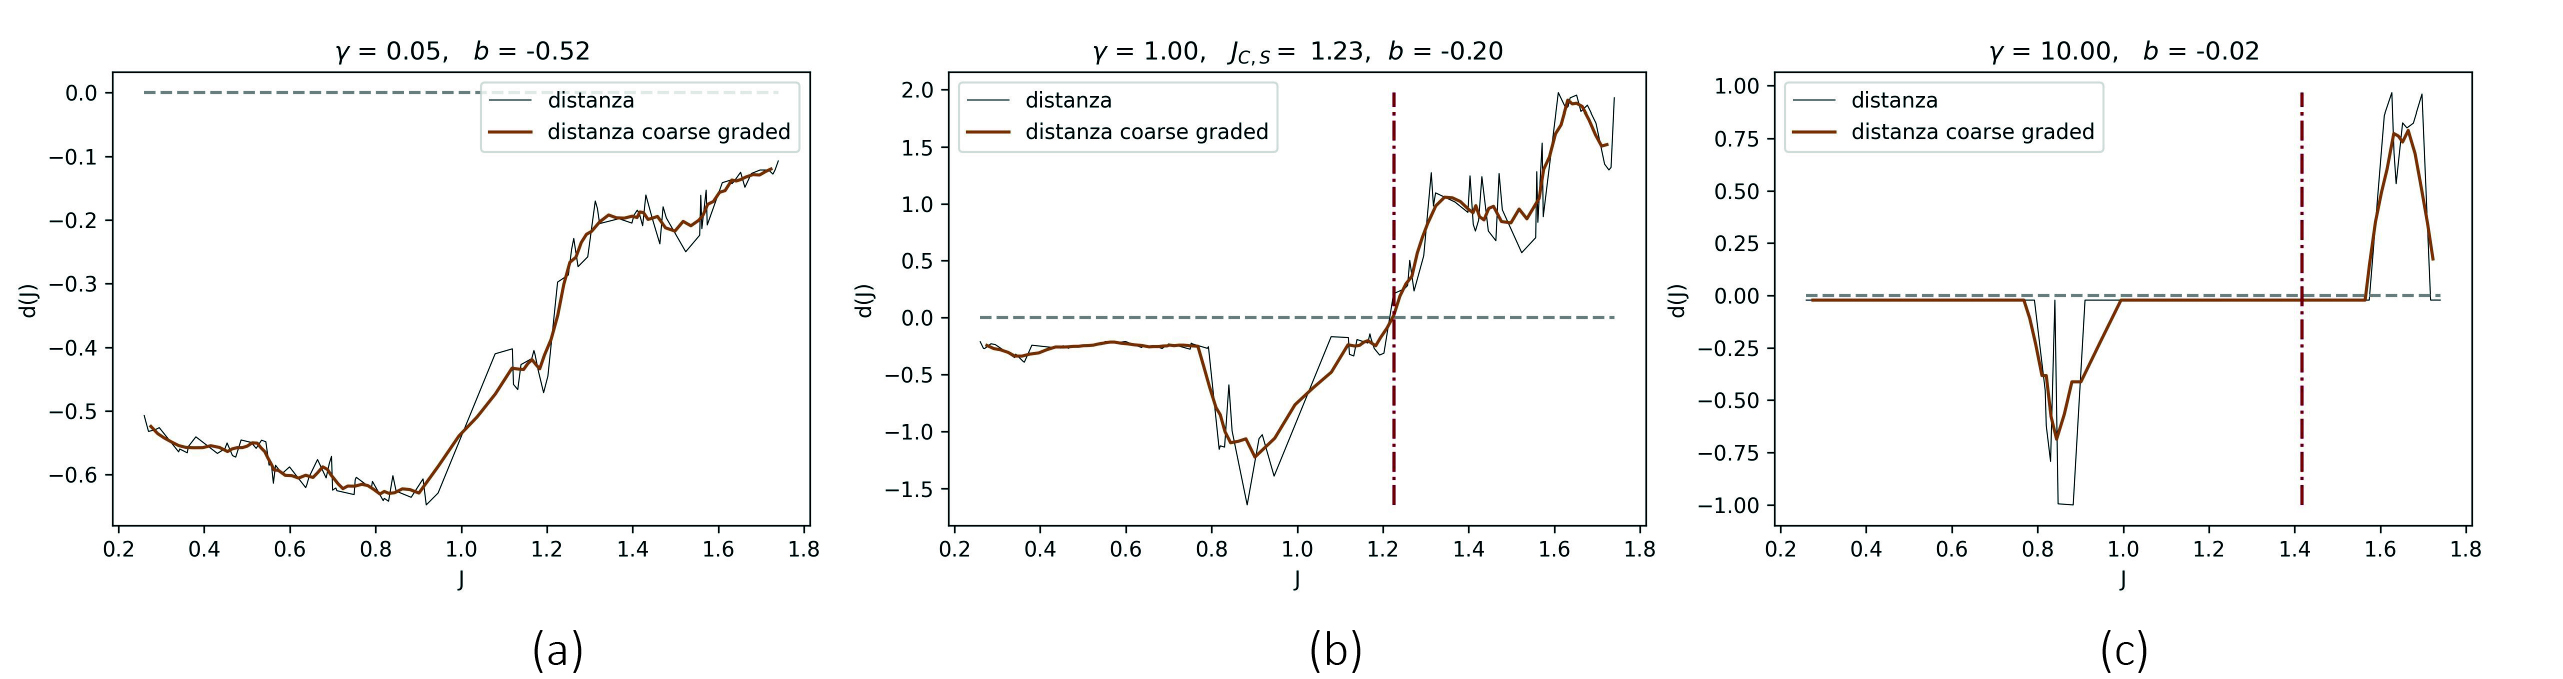 γ = 0.05,   b = -0.52
distanza
distanza coarse graded
0.0
−0.1
−0.2
−0.3
−0.4
−0.5
−0.6
d(J)
0.2 0.4 0.6 0.8 1.0 1.2 1.4 1.6 1.8
J
(a)
γ = 1.00,   J_{C,S} = 1.23,  b = -0.20
distanza
distanza coarse graded
2.0
1.5
1.0
0.5
0.0
−0.5
−1.0
−1.5
d(J)
0.2 0.4 0.6 0.8 1.0 1.2 1.4 1.6 1.8
J
(b)
γ = 10.00,   b = -0.02
distanza
distanza coarse graded
1.00
0.75
0.50
0.25
0.00
−0.25
−0.50
−0.75
−1.00
d(J)
0.2 0.4 0.6 0.8 1.0 1.2 1.4 1.6 1.8
J
(c)